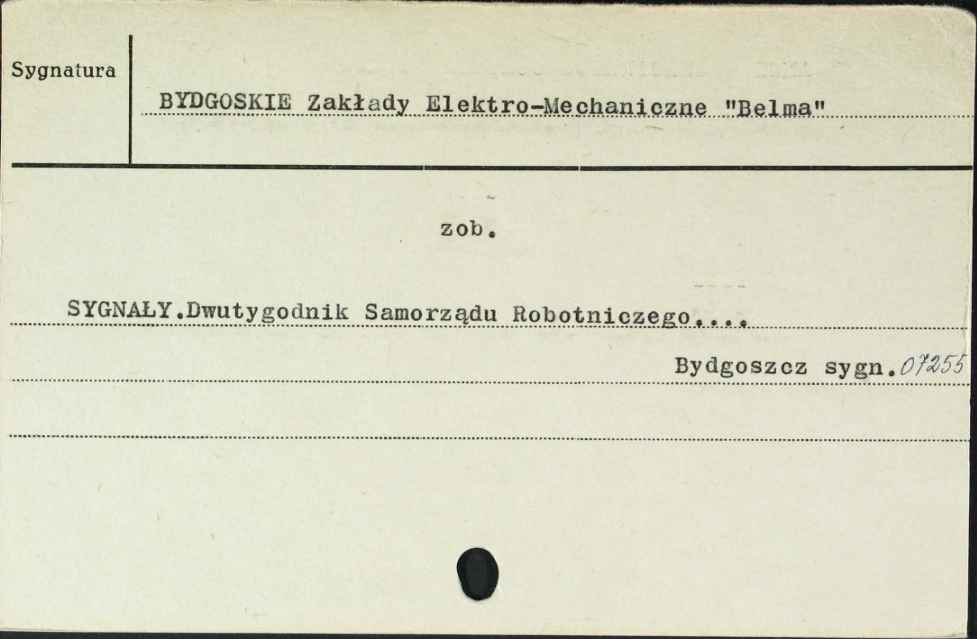 Sygnatura
BYDGOSKIE Zakłady Elektro-Mechaniczne "Belma"
zob.
SYGNAŁY.Dwutygodnik Samorządu Robotniczego....
Bydgoszcz sygn. 07255